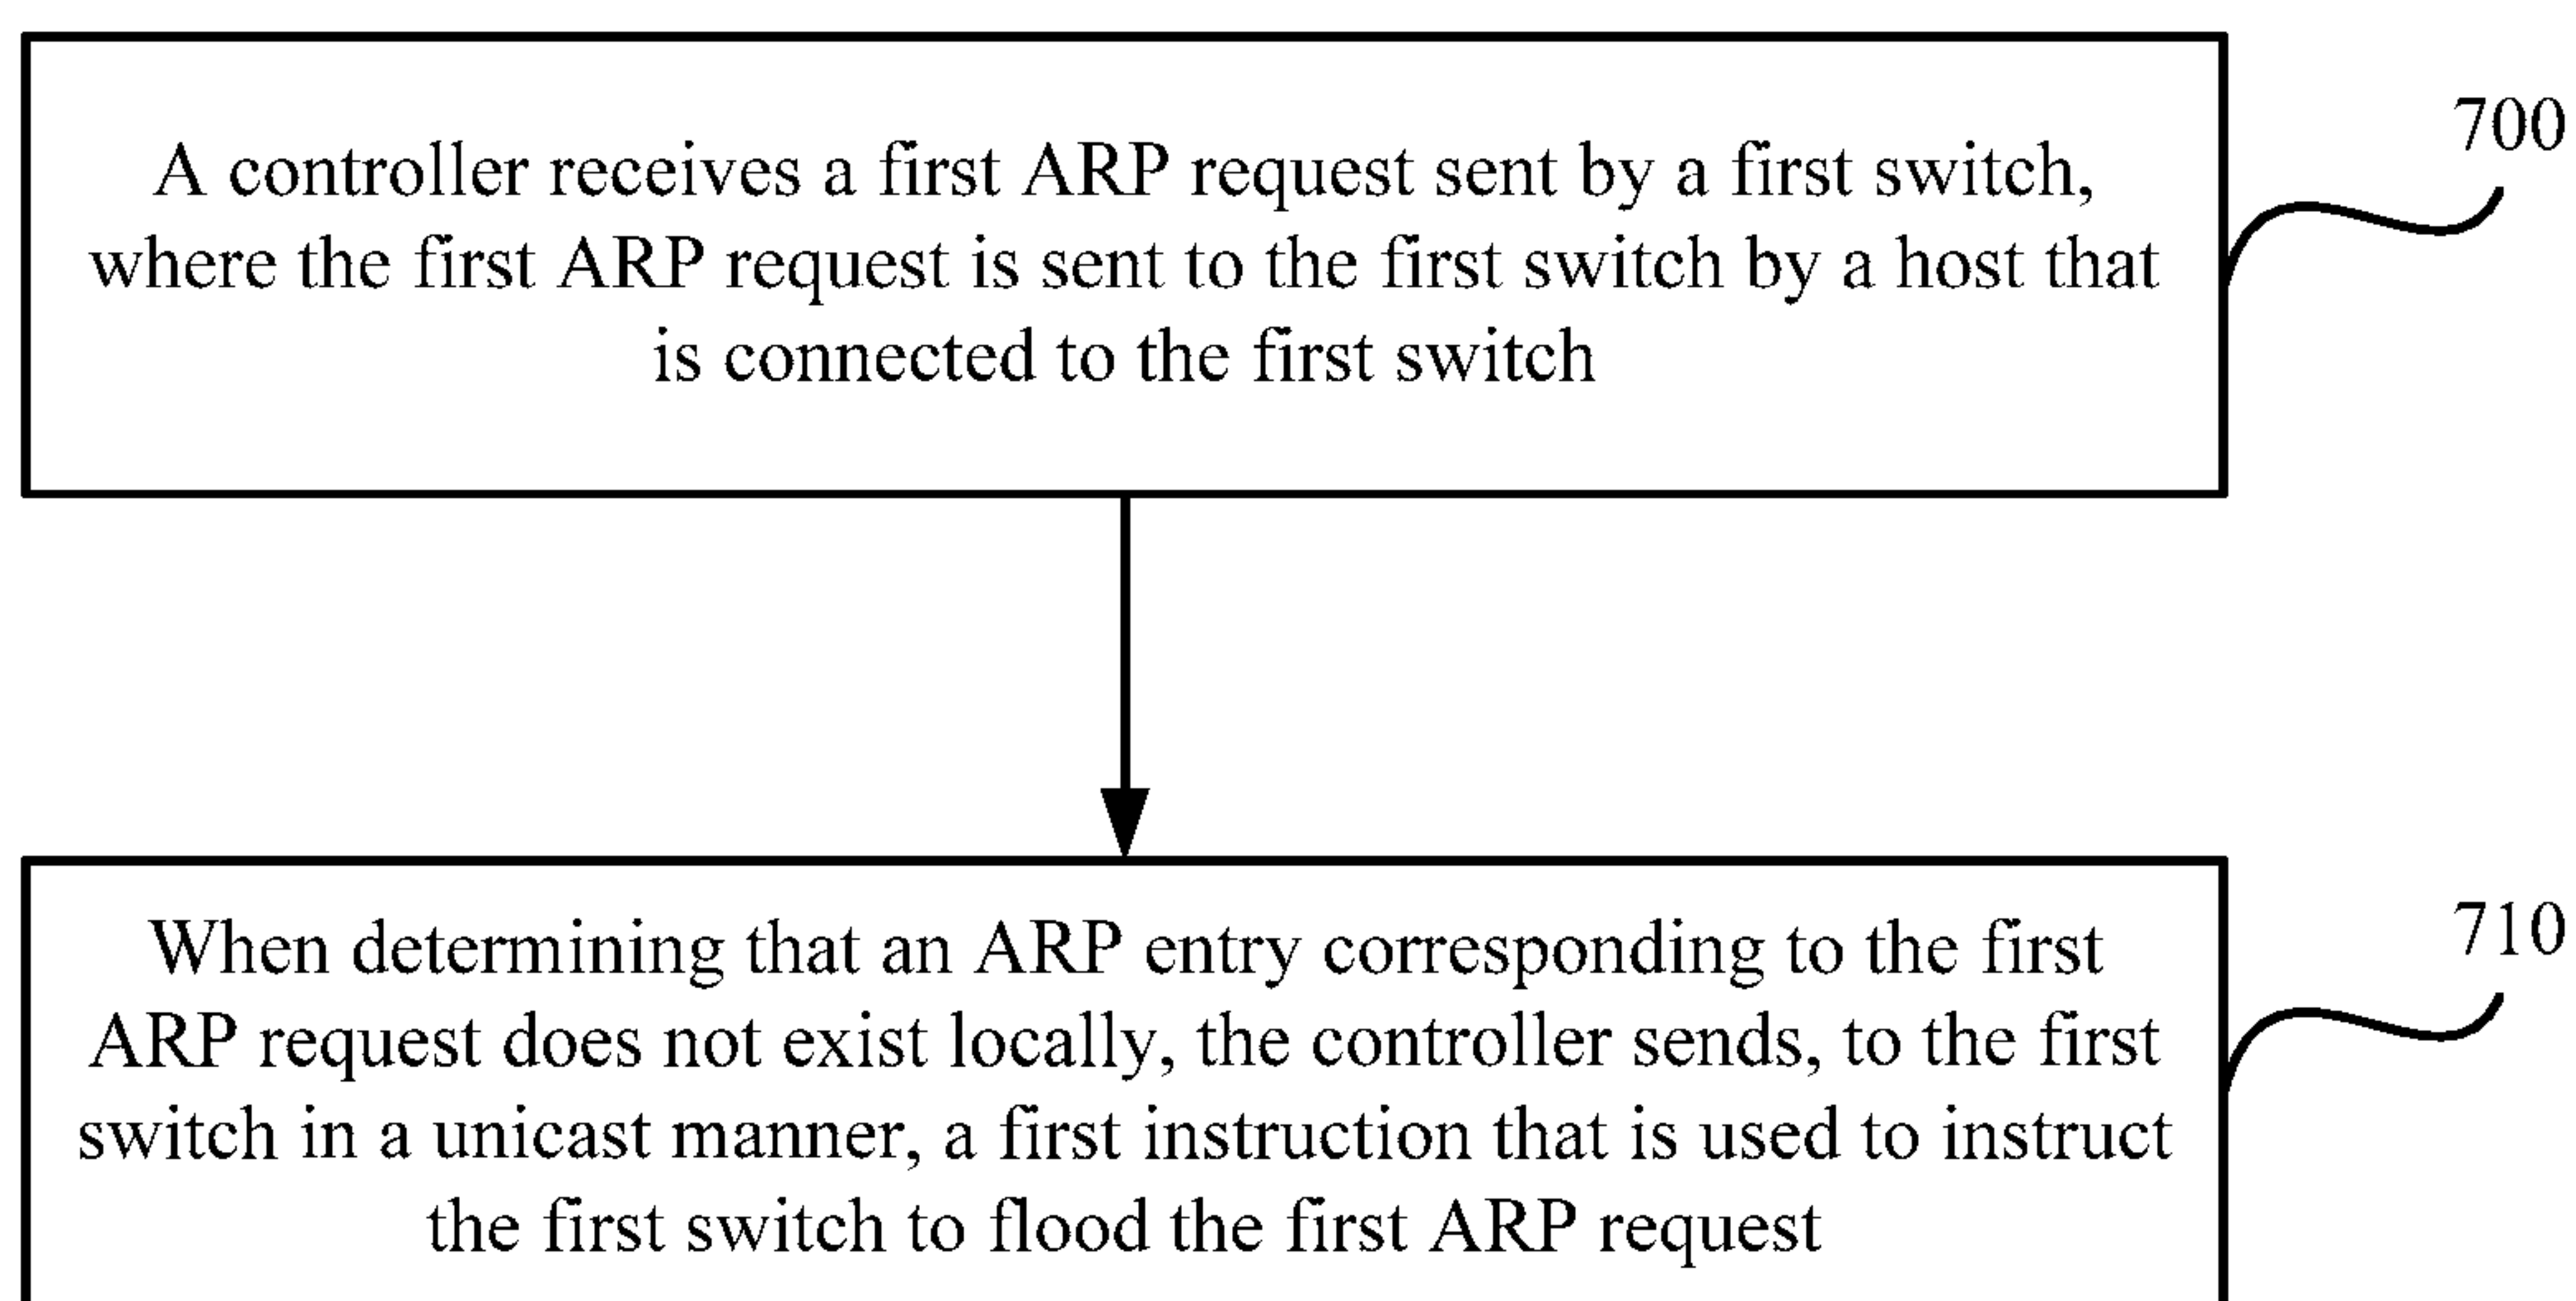 A controller receives a first ARP request sent by a first switch,
where the first ARP request is sent to the first switch by a host that
is connected to the first switch
700
When determining that an ARP entry corresponding to the first
ARP request does not exist locally, the controller sends, to the first
switch in a unicast manner, a first instruction that is used to instruct
the first switch to flood the first ARP request
710